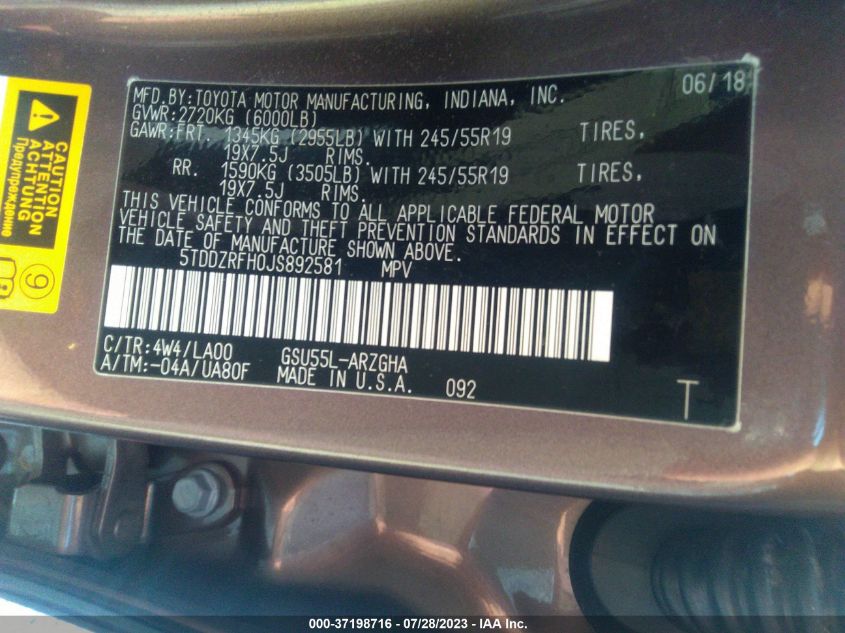 MFD.BY:TOYOTA MOTOR MANUFACTURING, INDIANA, INC. 06/18
GVWR:2720KG (6000LB)
GAWR:FRT. 1345KG (2955LB) WITH 245/55R19 TIRES,
19X7.5J RIMS.
RR. 1590KG (3505LB) WITH 245/55R19 TIRES,
19X7.5J RIMS.
THIS VEHICLE CONFORMS TO ALL APPLICABLE FEDERAL MOTOR
VEHICLE SAFETY AND THEFT PREVENTION STANDARDS IN EFFECT ON
THE DATE OF MANUFACTURE SHOWN ABOVE.
5TDDZRFH0JS892581 MPV
C/TR:4W4/LA00 GSU55L-ARZGHA
A/TM:-04A/UA80F MADE IN U.S.A. 092
T
CAUTION
ATTENTION
ACHTUNG
Предупреждению
9
000-37198716 - 07/28/2023 - IAA Inc.